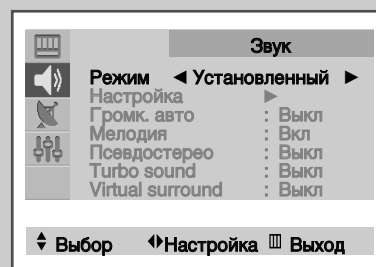 Звук
Режим ◄ Установленный ►
Настройка ►
Громк. авто : Выкл
Мелодия : Вкл
Псевдостерео : Выкл
Turbo sound : Выкл
Virtual surround : Выкл
Выбор Настройка Выход